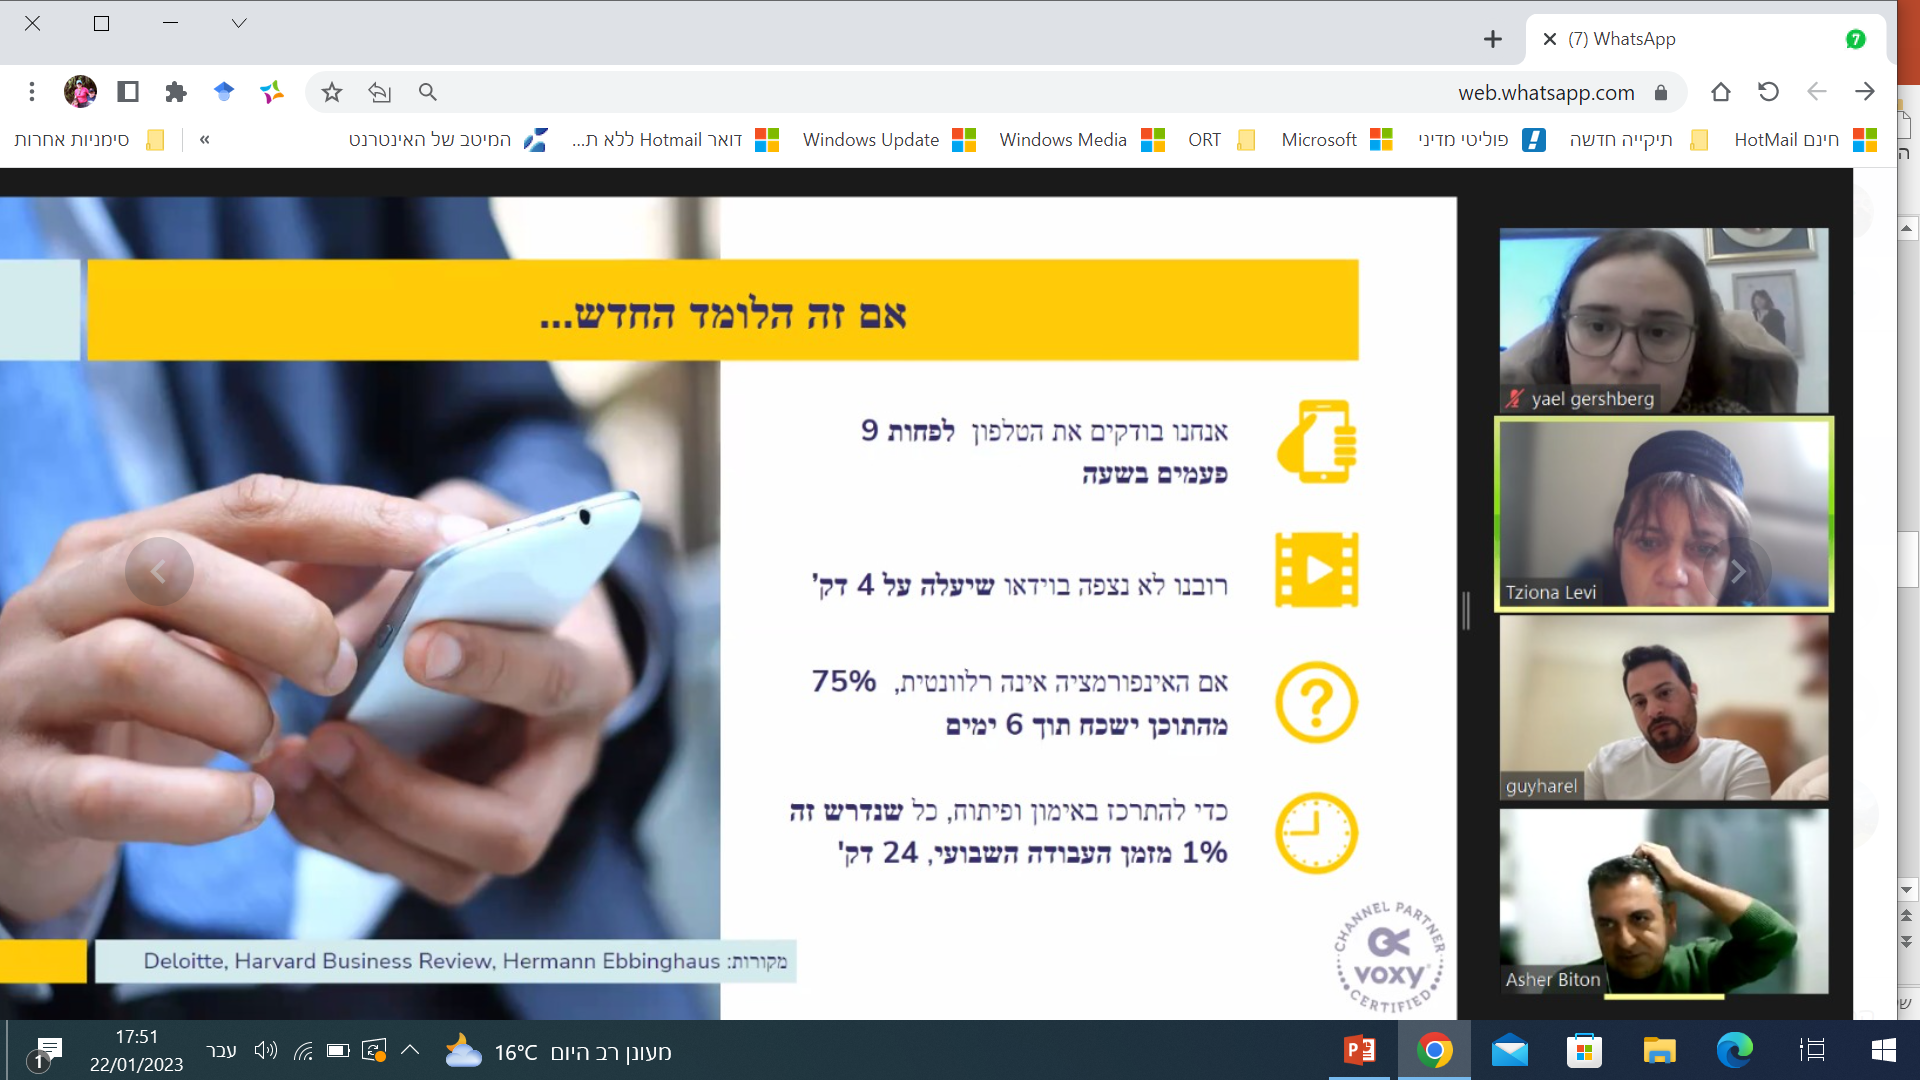 (7) WhatsApp
7
web.whatsapp.com
חינם HotMail
תיקייה חדשה
פוליטי מדיני
Microsoft
ORT
Windows Media
Windows Update
דואר Hotmail ללא ת...
המיטב של האינטרנט
»
סימניות אחרות
אם זה הלומד החדש...
אנחנו בודקים את הטלפון לפחות 9
פעמים בשעה
רובנו לא נצפה בוידאו שיעלה על 4 דק'
אם האינפורמציה אינה רלוונטית, 75%
מהתוכן ישכח תוך 6 ימים
כדי להתרכז באימון ופיתוח, כל שנדרש זה
1% מזמן העבודה השבועי, 24 דק'
מקורות: Deloitte, Harvard Business Review, Hermann Ebbinghaus
CHANNEL PARTNER
VOXY
CERTIFIED
yael gershberg
Tziona Levi
guyharel
Asher Biton
מעונן רב היום 16°C
עבר
17:51
22/01/2023
1